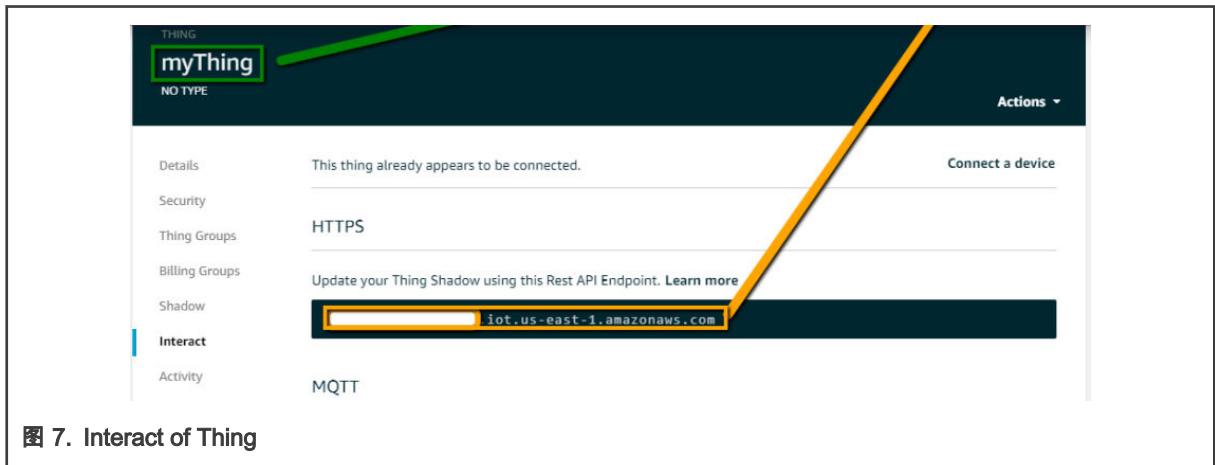 THING
myThing
NO TYPE
Actions
Details
This thing already appears to be connected.
Connect a device
Security
HTTPS
Thing Groups
Billing Groups
Update your Thing Shadow using this Rest API Endpoint. Learn more
Shadow
.iot.us-east-1.amazonaws.com
Interact
Activity
MQTT
图 7. Interact of Thing